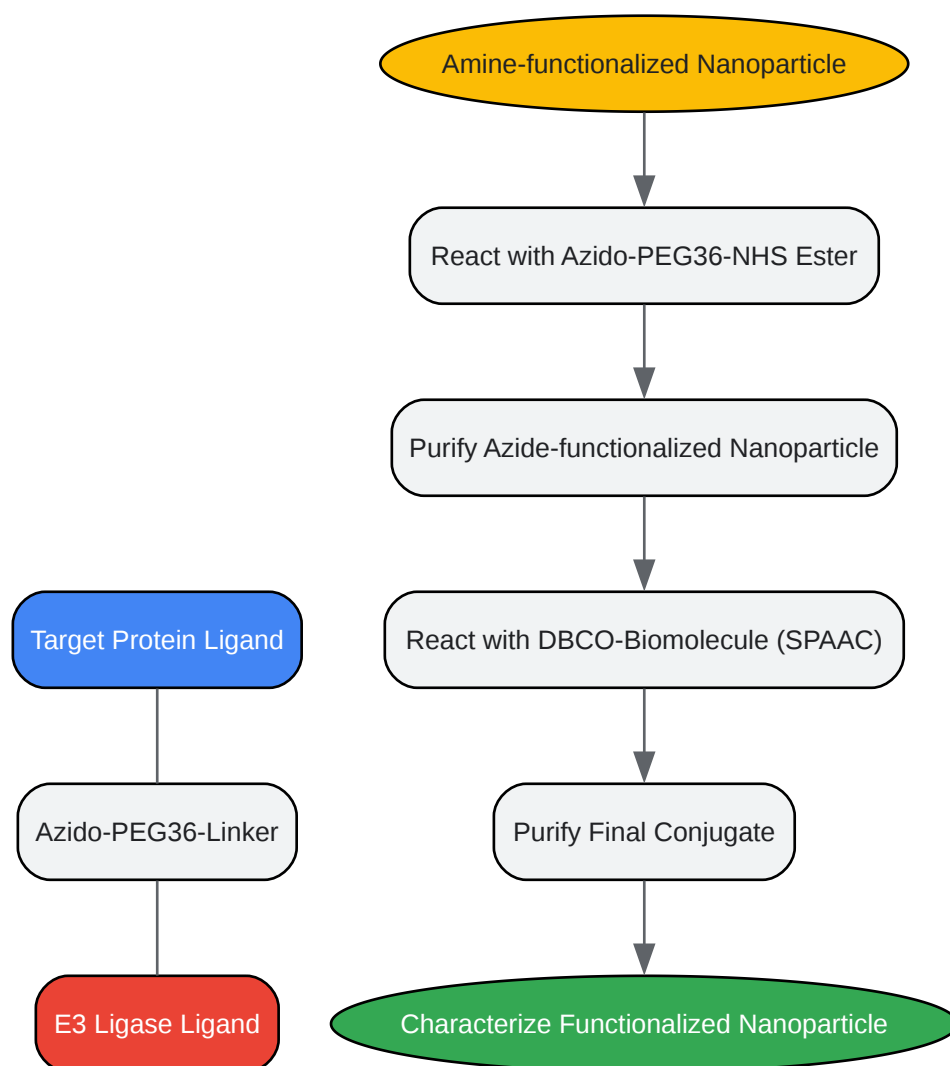 Amine-functionalized Nanoparticle
React with Azido-PEG36-NHS Ester
Purify Azide-functionalized Nanoparticle
React with DBCO-Biomolecule (SPAAC)
Purify Final Conjugate
Characterize Functionalized Nanoparticle
Target Protein Ligand
Azido-PEG36-Linker
E3 Ligase Ligand